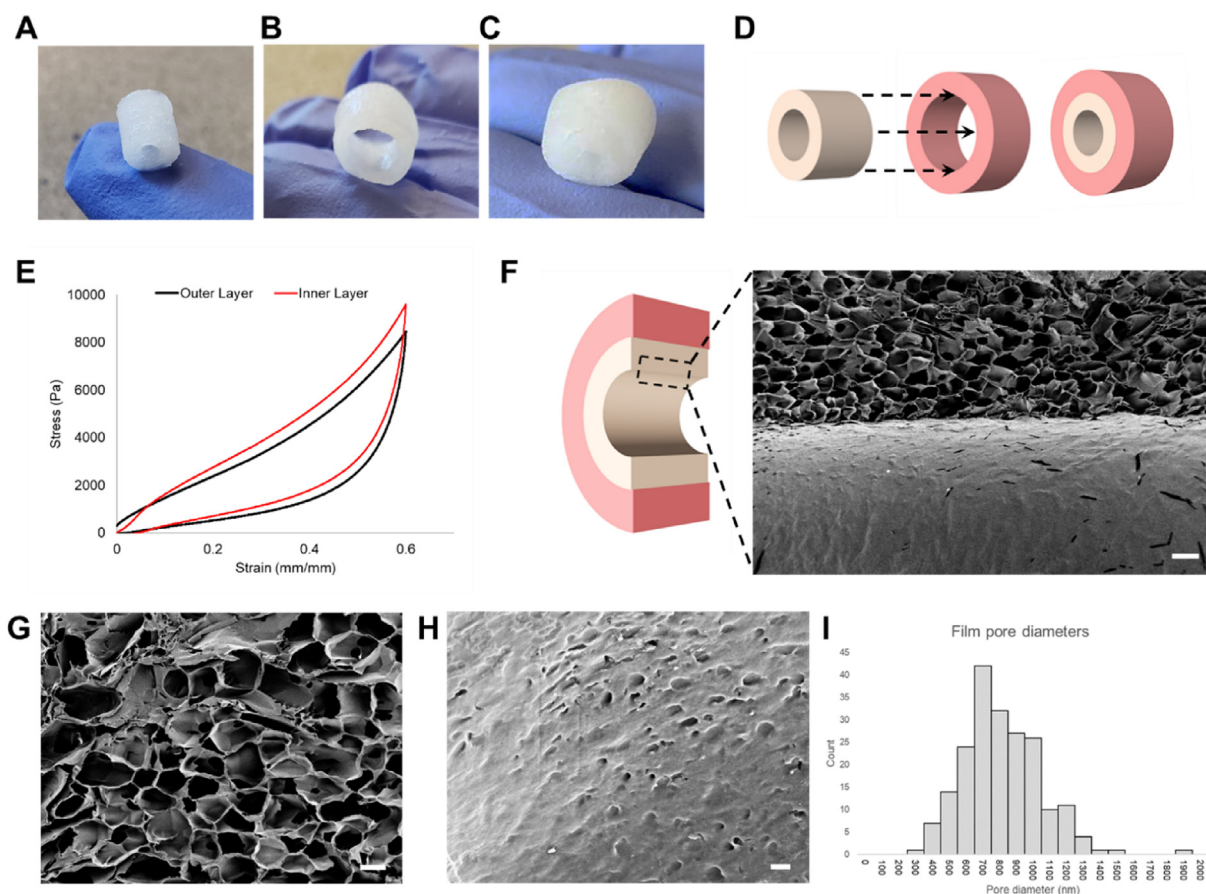 A
B
C
D
E
Outer Layer
Inner Layer
10000
8000
6000
4000
2000
0
Stress (Pa)
0
0.2
0.4
0.6
Strain (mm/mm)
F
G
H
I
Film pore diameters
45
40
35
30
25
20
15
10
5
0
Count
0
100
200
300
400
500
600
700
800
900
1000
1100
1200
1300
1400
1500
1600
1700
1800
1900
2000
Pore diameter (nm)